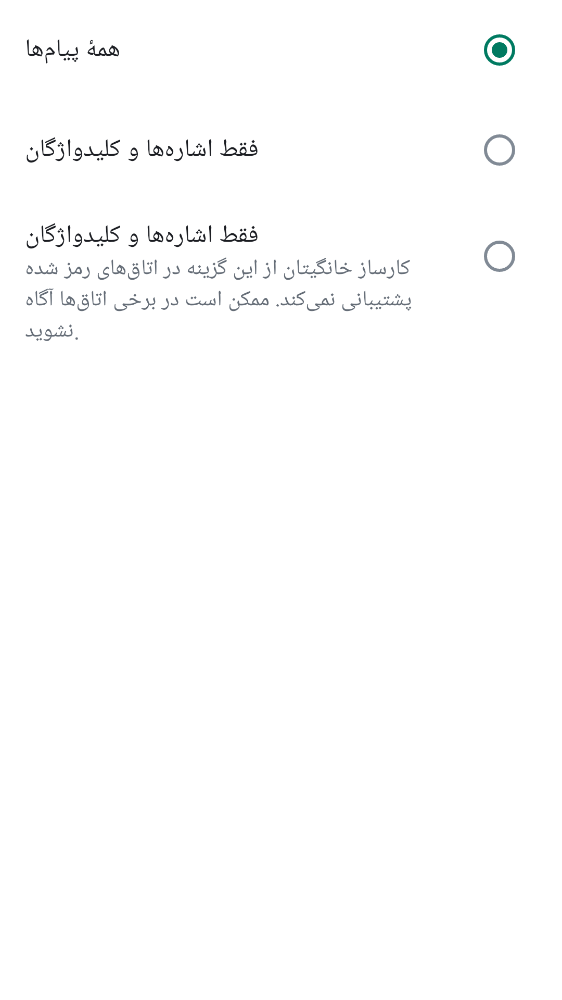 همهٔ پیام‌ها
فقط اشاره‌ها و کلیدواژگان
فقط اشاره‌ها و کلیدواژگان
کارساز خانگیتان از این گزینه در اتاق‌های رمز شده
پشتیبانی نمی‌کند. ممکن است در برخی اتاق‌ها آگاه
نشوید.